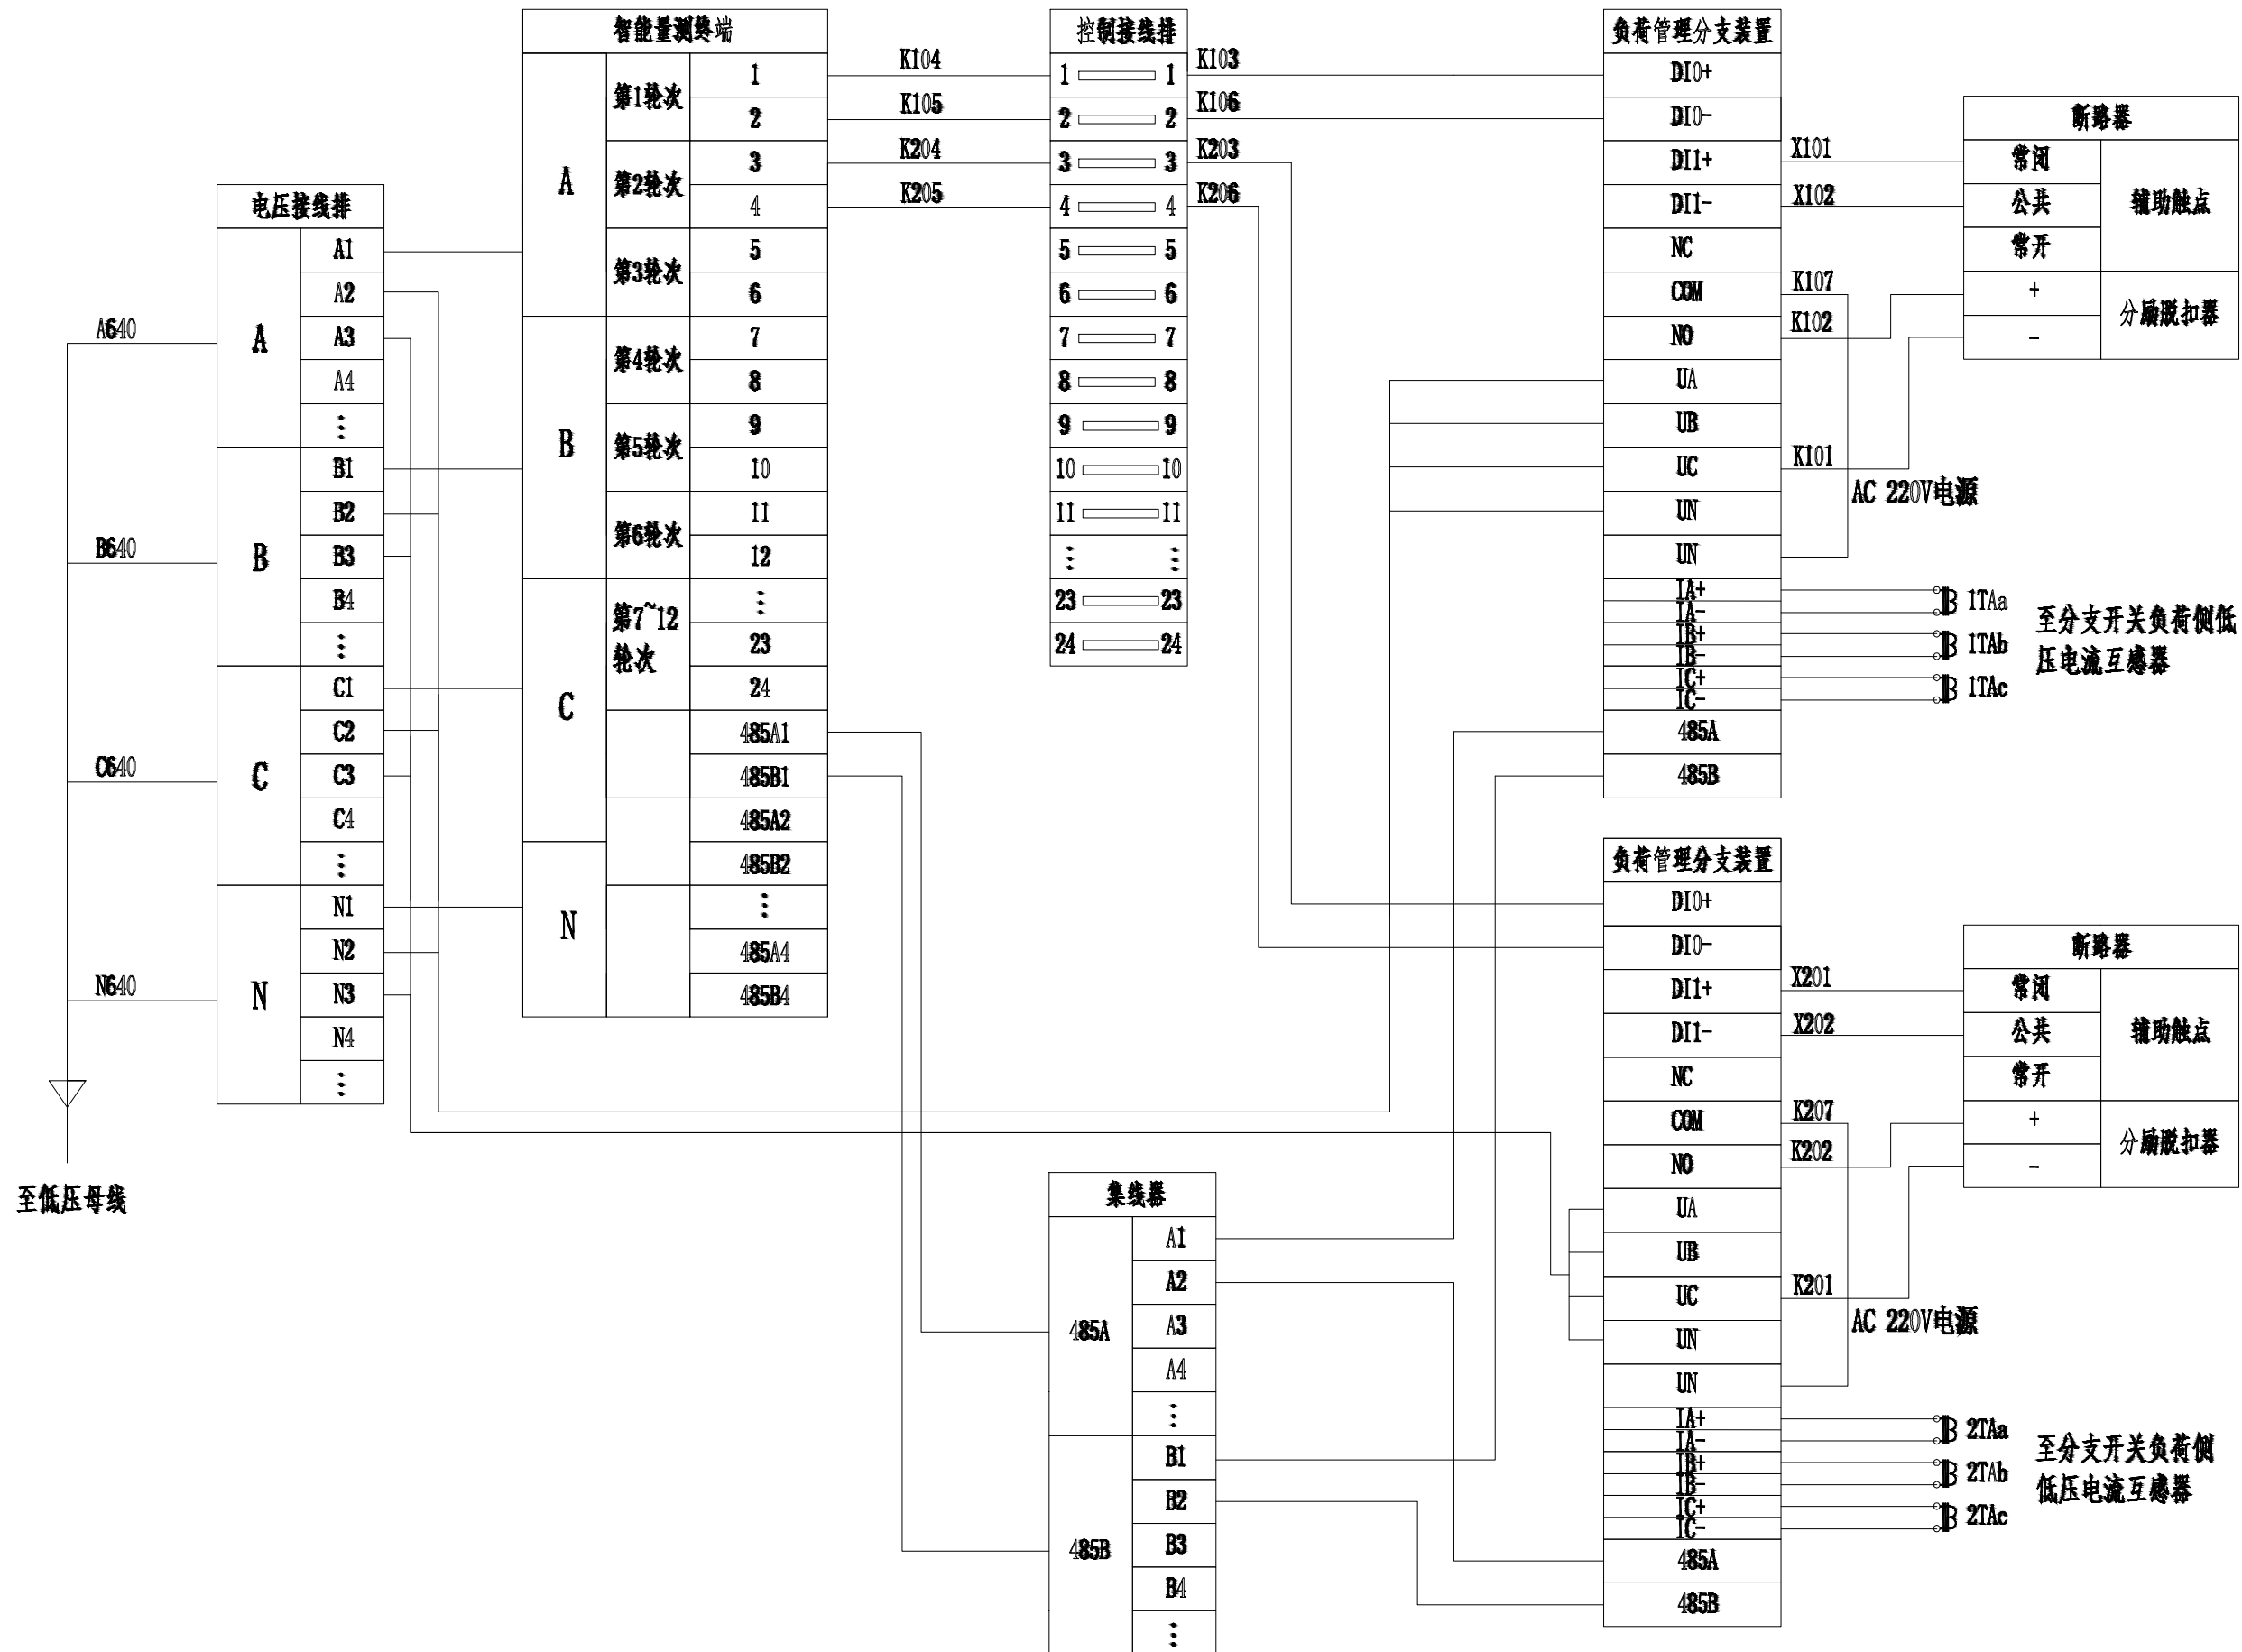 电压接线排
A
A1
A2
A3
A4
⋮
B
B1
B2
B3
B4
⋮
C
C1
C2
C3
C4
⋮
N
N1
N2
N3
N4
⋮
A640
B640
C640
N640
至低压母线
智能量测终端
A
B
C
N
第1轮次
1
2
第2轮次
3
4
第3轮次
5
6
第4轮次
7
8
第5轮次
9
10
第6轮次
11
12
第7~12
轮次
⋮
23
24
485A1
485B1
485A2
485B2
⋮
485A4
485B4
K104
K105
K204
K205
控制接线排
1 1
2 2
3 3
4 4
5 5
6 6
7 7
8 8
9 9
10 10
11 11
⋮ ⋮
23 23
24 24
K103
K106
K203
K206
集线器
485A
A1
A2
A3
A4
⋮
485B
B1
B2
B3
B4
⋮
负荷管理分支装置
DI0+
DI0-
DI1+
DI1-
NC
COM
NO
UA
UB
UC
UN
UN
IA+
IA-
IB+
IB-
IC+
IC-
485A
485B
X101
X102
K107
K102
K101
AC 220V电源
断路器
常闭
公共
常开
辅助触点
+
-
分励脱扣器
1TAa
1TAb
1TAc
至分支开关负荷侧低
压电流互感器
负荷管理分支装置
DI0+
DI0-
DI1+
DI1-
NC
COM
NO
UA
UB
UC
UN
UN
IA+
IA-
IB+
IB-
IC+
IC-
485A
485B
X201
X202
K207
K202
K201
AC 220V电源
断路器
常闭
公共
常开
辅助触点
+
-
分励脱扣器
2TAa
2TAb
2TAc
至分支开关负荷侧
低压电流互感器